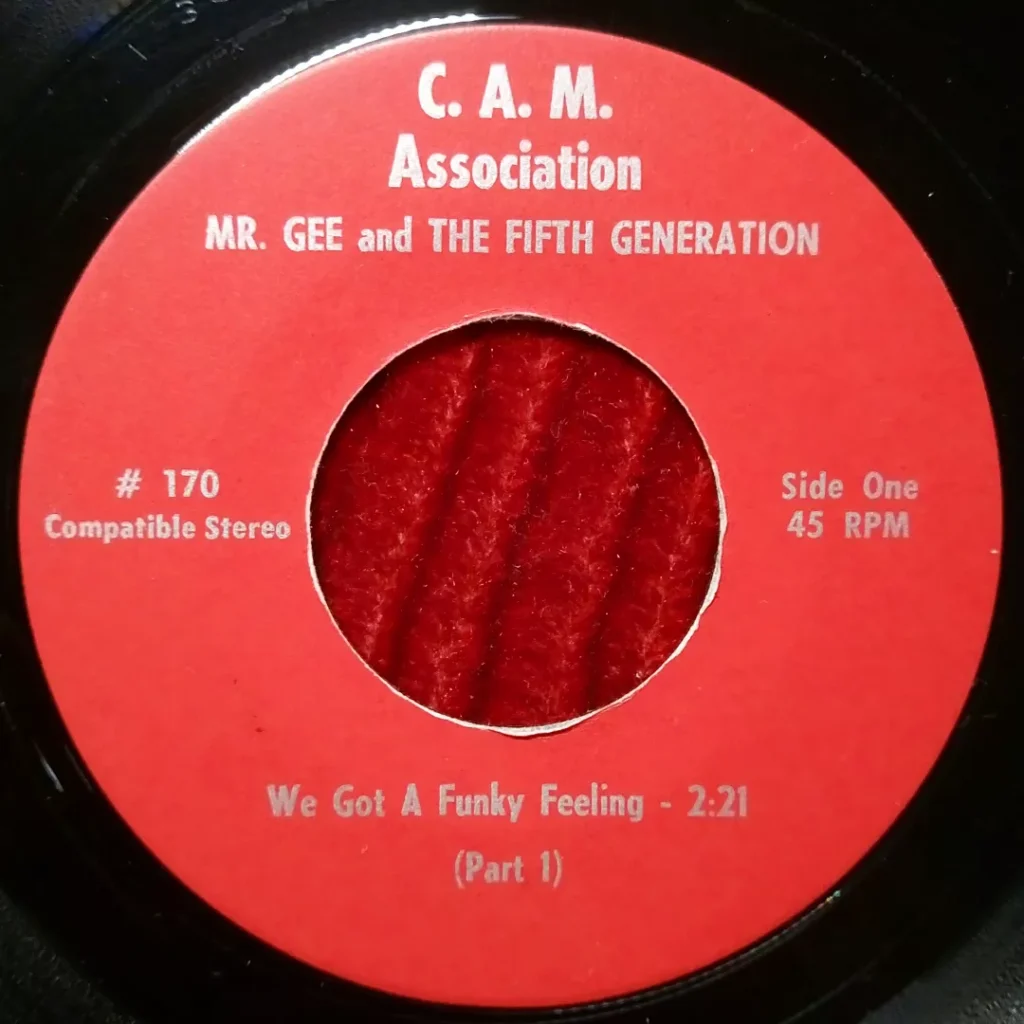 C. A. M.
Association
MR. GEE and THE FIFTH GENERATION
# 170
Compatible Stereo
Side One
45 RPM
We Got A Funky Feeling - 2:21
(Part 1)